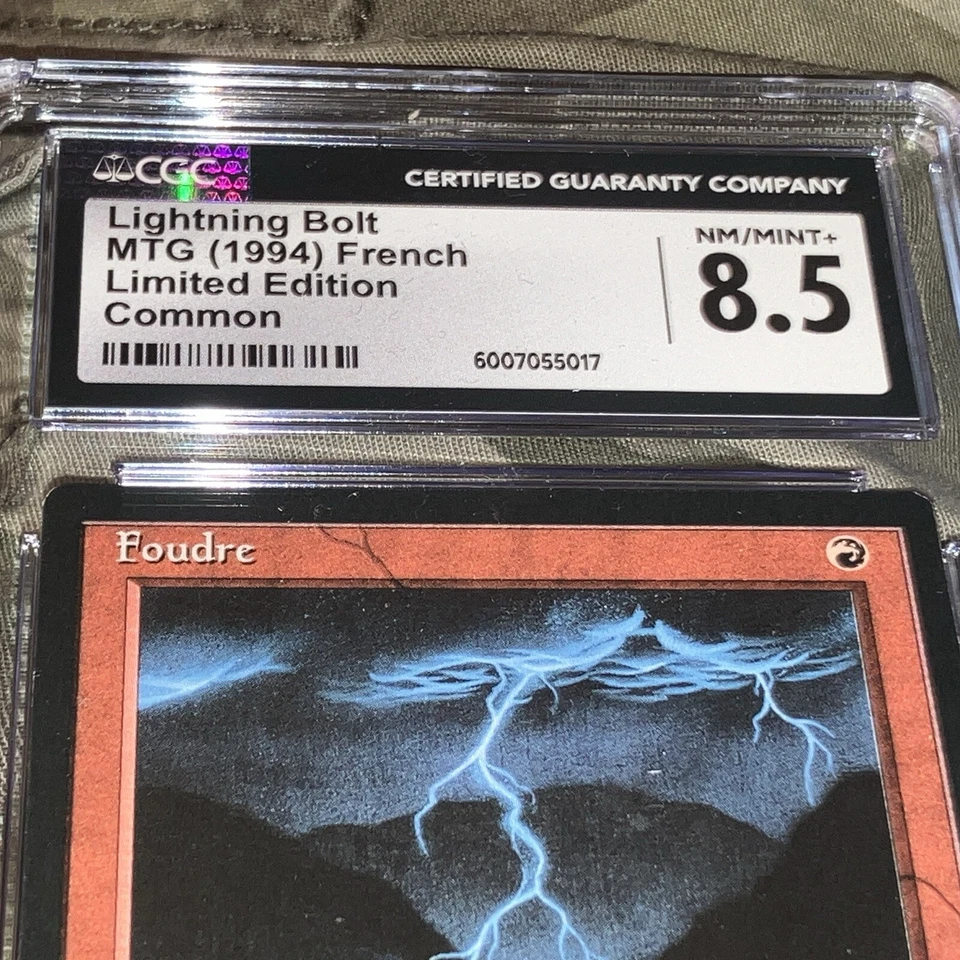 CGC
CERTIFIED GUARANTY COMPANY
Lightning Bolt
MTG (1994) French
Limited Edition
Common
NM/MINT+
8.5
6007055017
Foudre